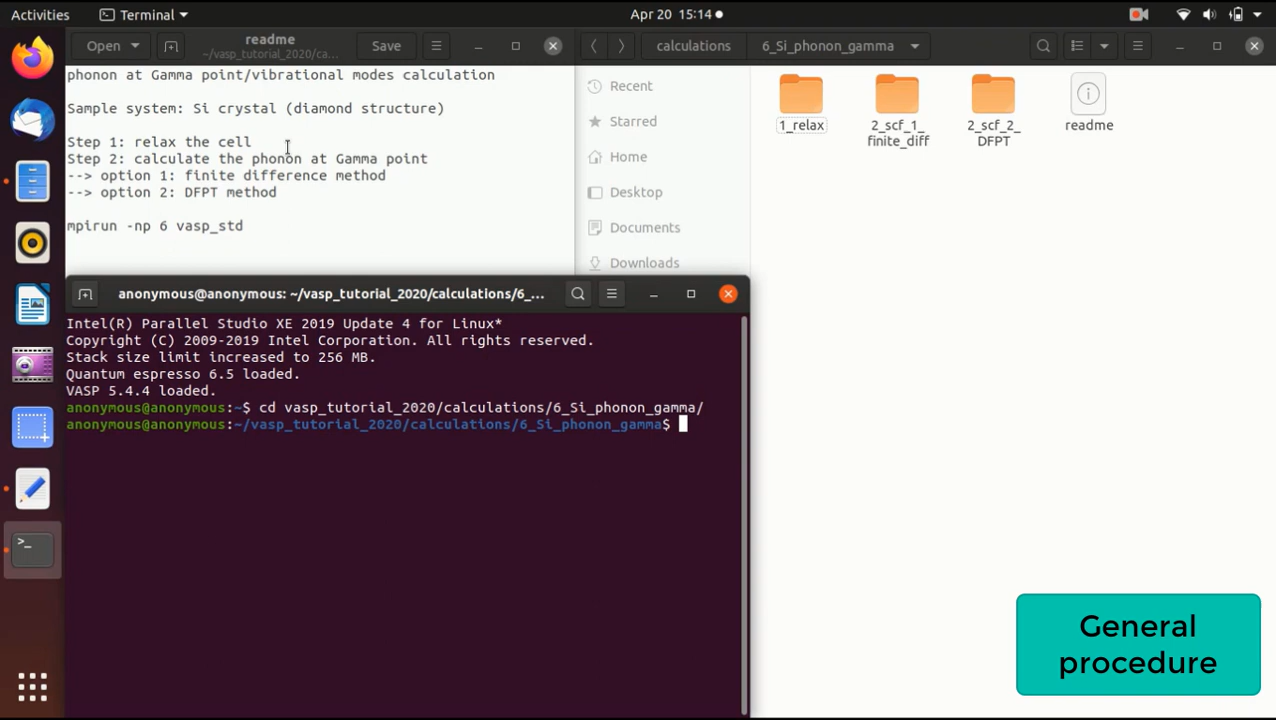 Activities
Terminal
Apr 20 15:14
Open
readme
~/vasp_tutorial_2020/ca...
Save
calculations
6_Si_phonon_gamma
phonon at Gamma point/vibrational modes calculation
Sample system: Si crystal (diamond structure)
Step 1: relax the cell
Step 2: calculate the phonon at Gamma point
--> option 1: finite difference method
--> option 2: DFPT method
mpirun -np 6 vasp_std
Recent
Starred
Home
Desktop
Documents
Downloads
1_relax
2_scf_1_
finite_diff
2_scf_2_
DFPT
readme
anonymous@anonymous: ~/vasp_tutorial_2020/calculations/6_...
Intel(R) Parallel Studio XE 2019 Update 4 for Linux*
Copyright (C) 2009-2019 Intel Corporation. All rights reserved.
Stack size limit increased to 256 MB.
Quantum espresso 6.5 loaded.
VASP 5.4.4 loaded.
anonymous@anonymous:~$ cd vasp_tutorial_2020/calculations/6_Si_phonon_gamma/
anonymous@anonymous:~/vasp_tutorial_2020/calculations/6_Si_phonon_gamma$
General
procedure